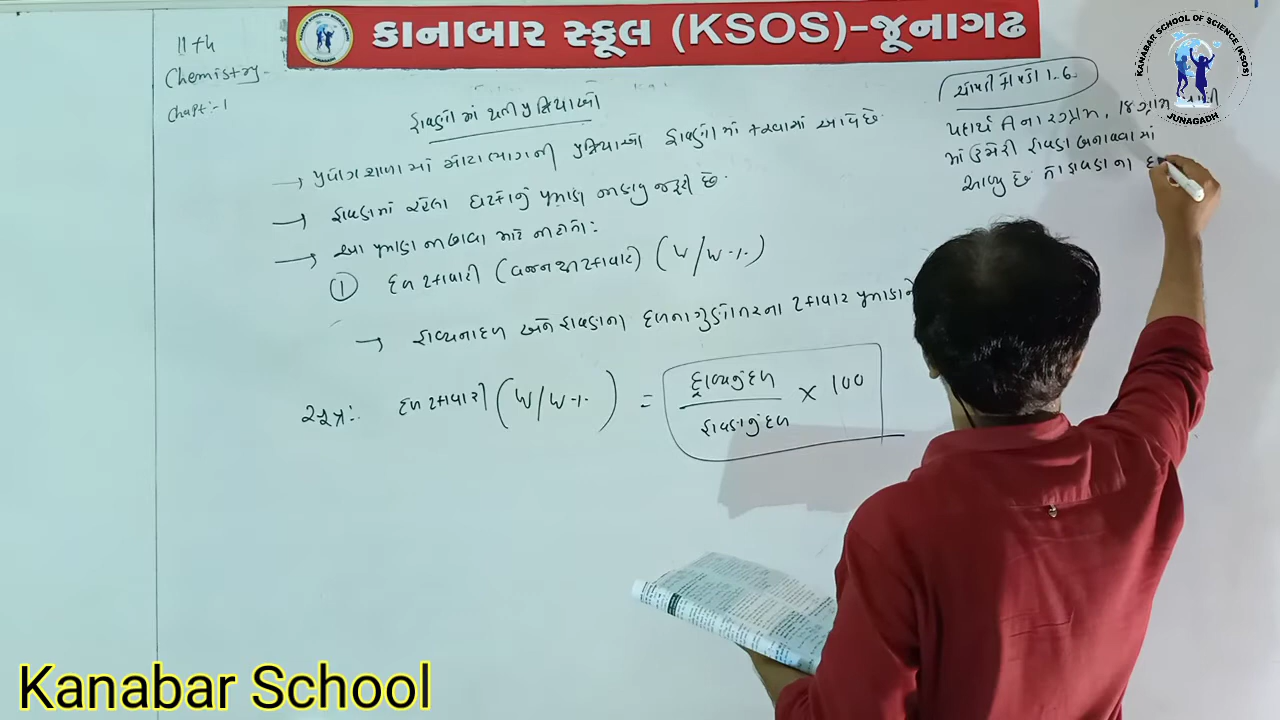 કાનાબાર સ્કૂલ (KSOS)-જૂનાગઢ
KANABAR SCHOOL OF SCIENCE (KSOS)
JUNAGADH
11th
Chemistry-
Chapt:-1
દ્રાવણોમાં થતી પ્રક્રિયાઓ
→ પ્રયોગશાળામાં મોટાભાગની પ્રક્રિયાઓ દ્રાવણોમાં કરવામાં આવે છે.
→ દ્રાવણમાં રહેલા ઘટકોનું પ્રમાણ જાણવું જરૂરી છે.
→ આ પ્રમાણ જાણવા માટે
① દળ ટકાવારી (વજનથી ટકાવારી) (W/W %)
→ દ્રાવ્યના દળ અને દ્રાવણના દળના ગુણોત્તરના ટકાવાર પ્રમાણને
સૂત્ર:- દળ ટકાવારી (W/W %) = દ્રાવ્યનું દળ / દ્રાવણનું દળ × 100
1.6
પદાર્થ A ના 2 ગ્રામ, 18 ગ્રામ
માં ઉમેરી દ્રાવણ બનાવવામાં
આવ્યું છે તો દ્રાવણના
Kanabar School